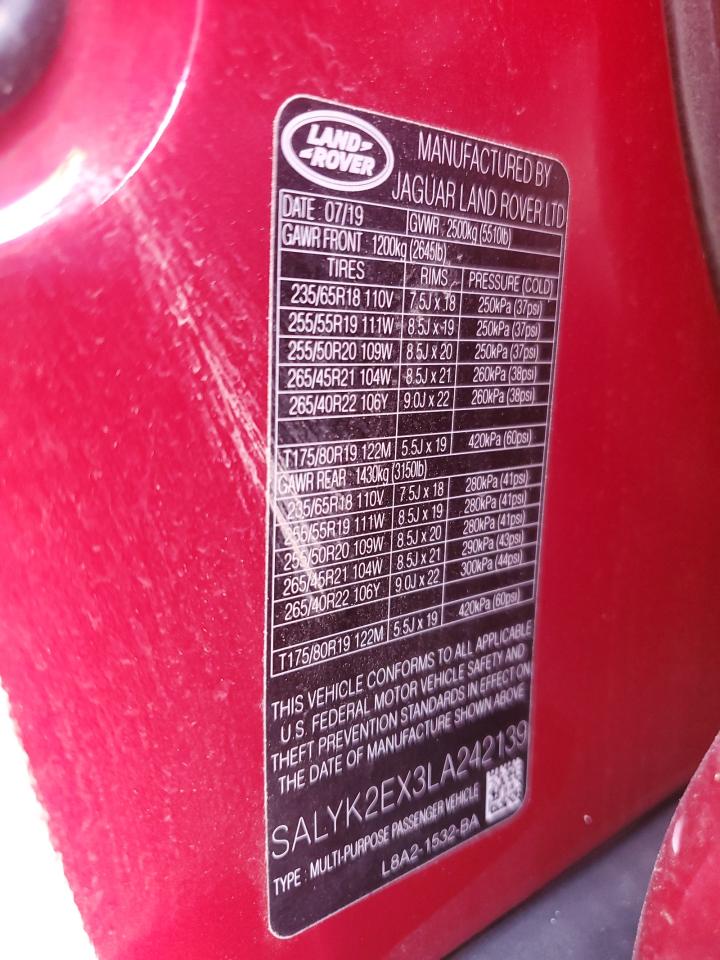 LAND-
-ROVER
MANUFACTURED BY
JAGUAR LAND ROVER LTD
DATE : 07/19 GVWR : 2500kg (5510lb)
GAWR FRONT : 1200kg (2645lb)
TIRES RIMS PRESSURE (COLD)
235/65R18 110V 7.5J x 18 250kPa (37psi)
255/55R19 111W 8.5J x 19 250kPa (37psi)
255/50R20 109W 8.5J x 20 250kPa (37psi)
265/45R21 104W 8.5J x 21 260kPa (38psi)
265/40R22 106Y 9.0J x 22 260kPa (38psi)
T175/80R19 122M 5.5J x 19 420kPa (60psi)
GAWR REAR : 1430kg (3150lb)
235/65R18 110V 7.5J x 18 280kPa (41psi)
255/55R19 111W 8.5J x 19 280kPa (41psi)
255/50R20 109W 8.5J x 20 280kPa (41psi)
265/45R21 104W 8.5J x 21 290kPa (43psi)
265/40R22 106Y 9.0J x 22 300kPa (44psi)
T175/80R19 122M 5.5J x 19 420kPa (60psi)
THIS VEHICLE CONFORMS TO ALL APPLICABLE
U.S. FEDERAL MOTOR VEHICLE SAFETY AND
THEFT PREVENTION STANDARDS IN EFFECT ON
THE DATE OF MANUFACTURE SHOWN ABOVE
SALYK2EX3LA242139
TYPE : MULTI-PURPOSE PASSENGER VEHICLE
L8A2-1532-BA